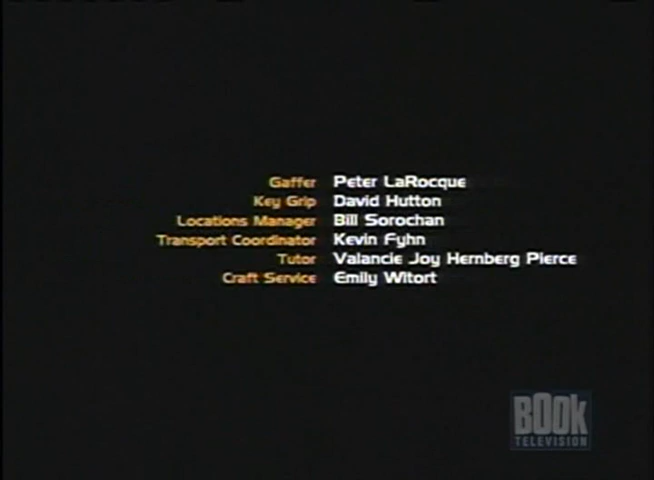 Gaffer Peter LaRocque
Key Grip David Hutton
Locations Manager Bill Sorochan
Transport Coordinator Kevin Fyhn
Tutor Valancie Joy Hernberg Pierce
Craft Service Emily Witort
BOOk
TELEVISION